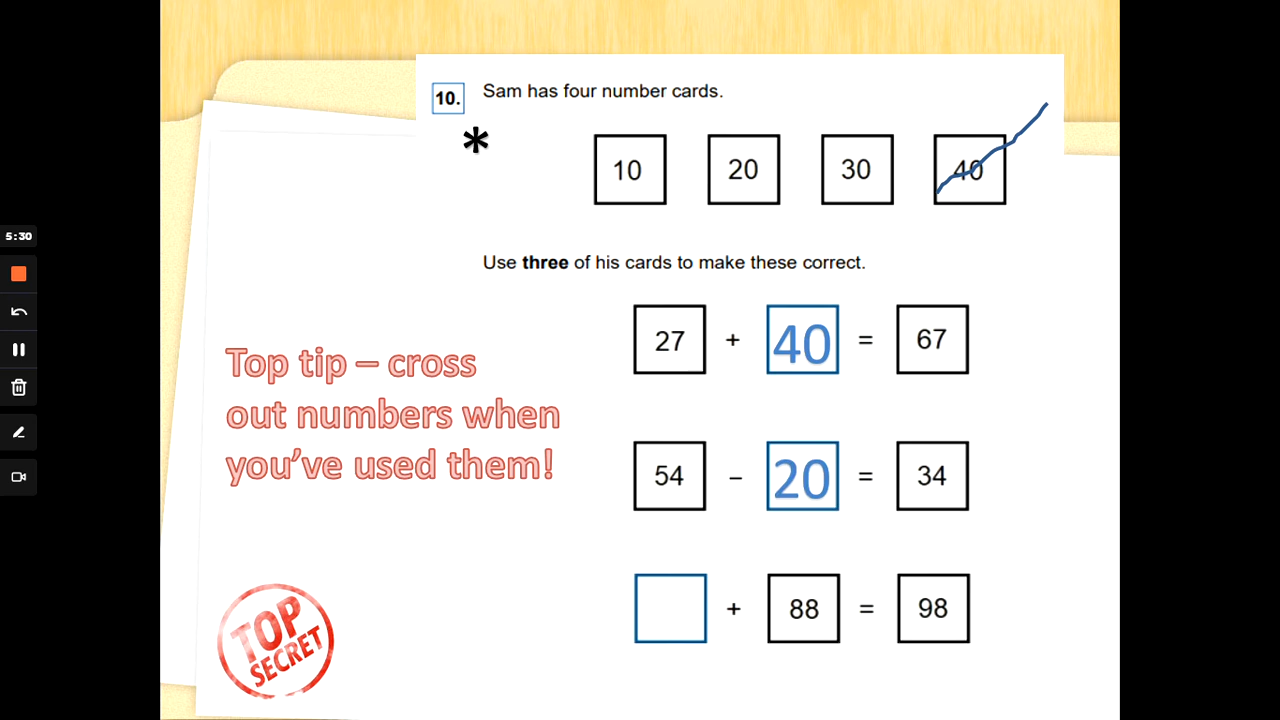 10. Sam has four number cards.
*
10 20 30 40
5:30
Use three of his cards to make these correct.
27 + 40 = 67
Top tip – cross
out numbers when
you've used them!
54 – 20 = 34
+ 88 = 98
TOP
SECRET